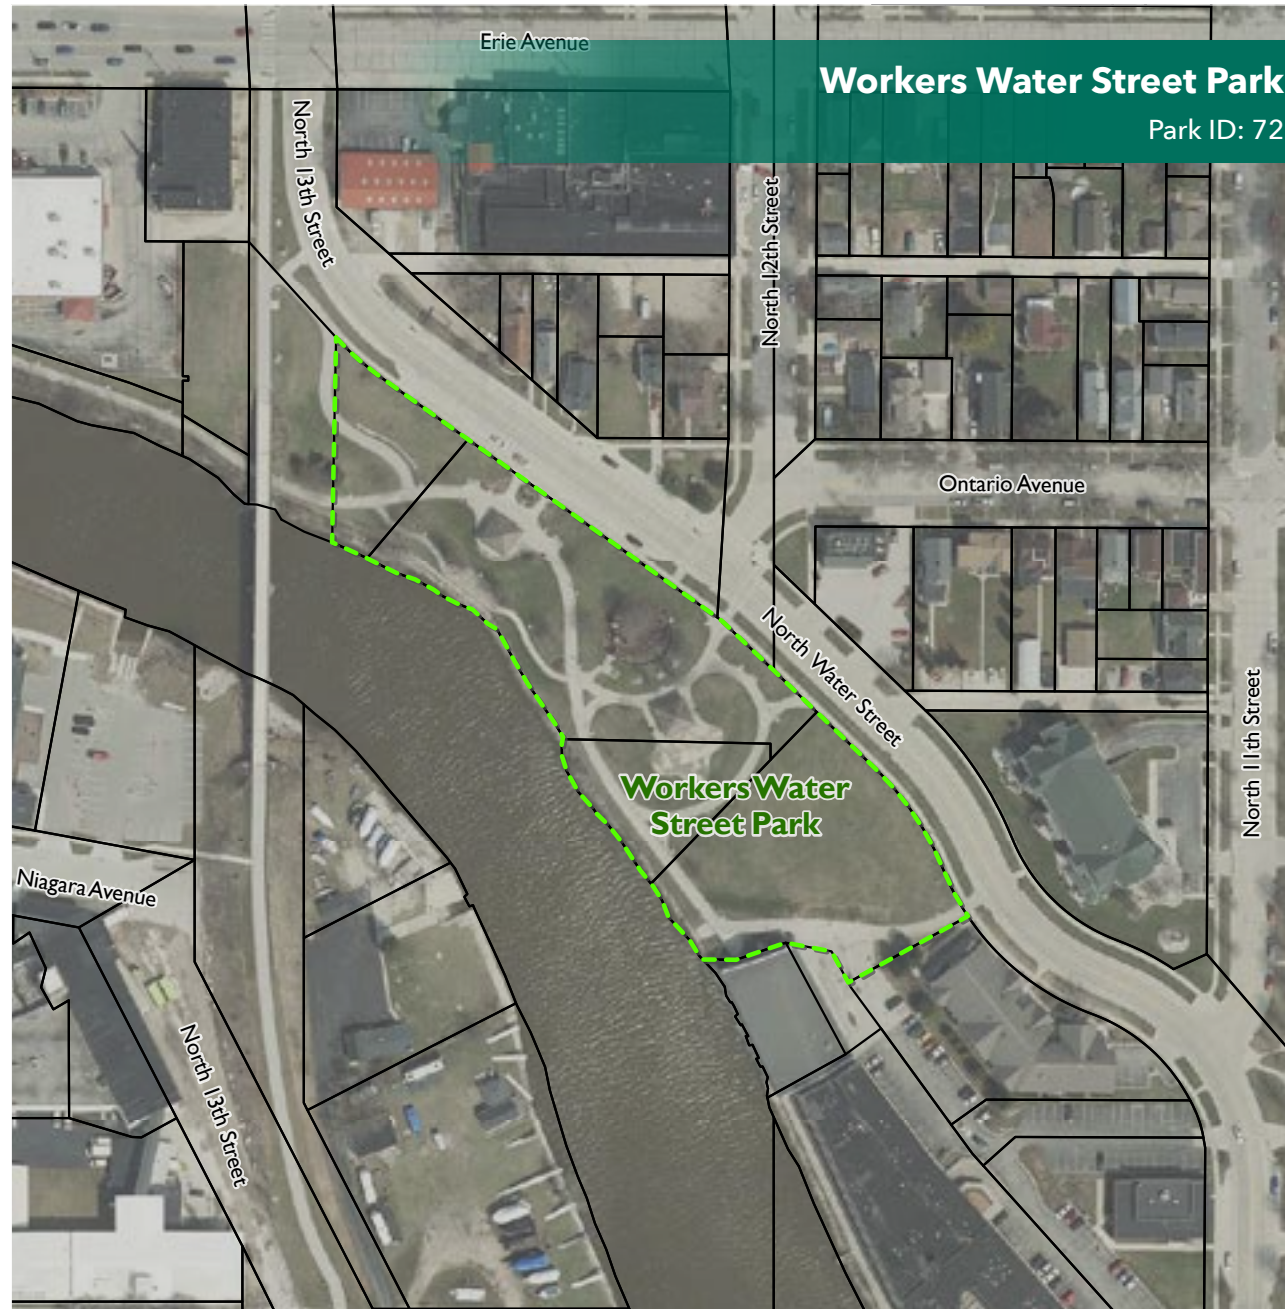 Erie Avenue
Workers Water Street Park
Park ID: 72
North 13th Street
North 12th Street
Ontario Avenue
North Water Street
North 11th Street
Workers Water
Street Park
Niagara Avenue
North 13th Street